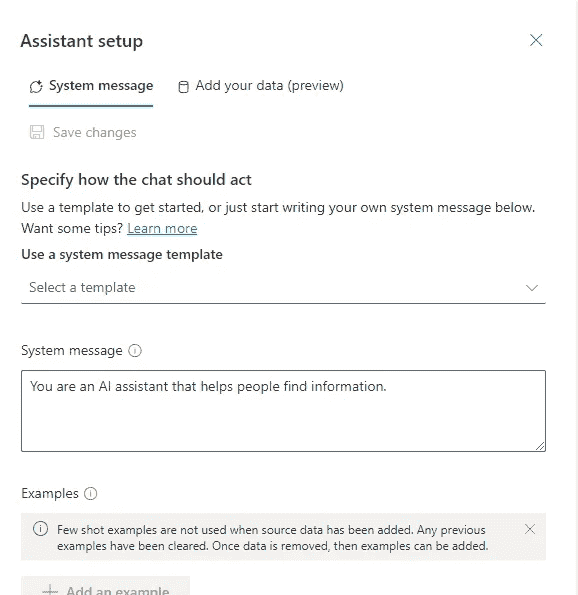 Assistant setup
System message
Add your data (preview)
Save changes
Specify how the chat should act
Use a template to get started, or just start writing your own system message below.
Want some tips? Learn more
Use a system message template
Select a template
System message
You are an AI assistant that helps people find information.
Examples
Few shot examples are not used when source data has been added. Any previous
examples have been cleared. Once data is removed, then examples can be added.
Add an example